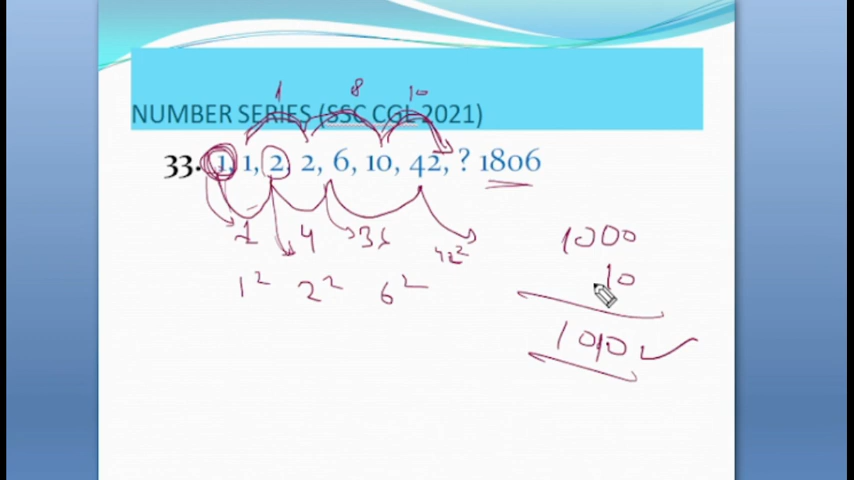 1 8 10
NUMBER SERIES (SSC CGL 2021)
33. 1, 1, 2, 2, 6, 10, 42, ? 1806
1 4 36 42²
1² 2² 6²
1000
10
1010